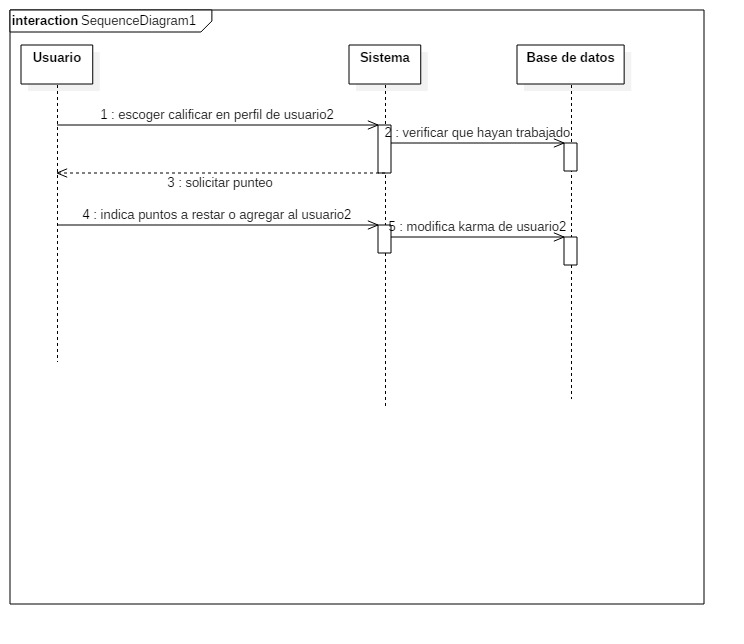 interaction SequenceDiagram1
Usuario
Sistema
Base de datos
1 : escoger calificar en perfil de usuario2
2 : verificar que hayan trabajado
3 : solicitar punteo
4 : indica puntos a restar o agregar al usuario2
5 : modifica karma de usuario2